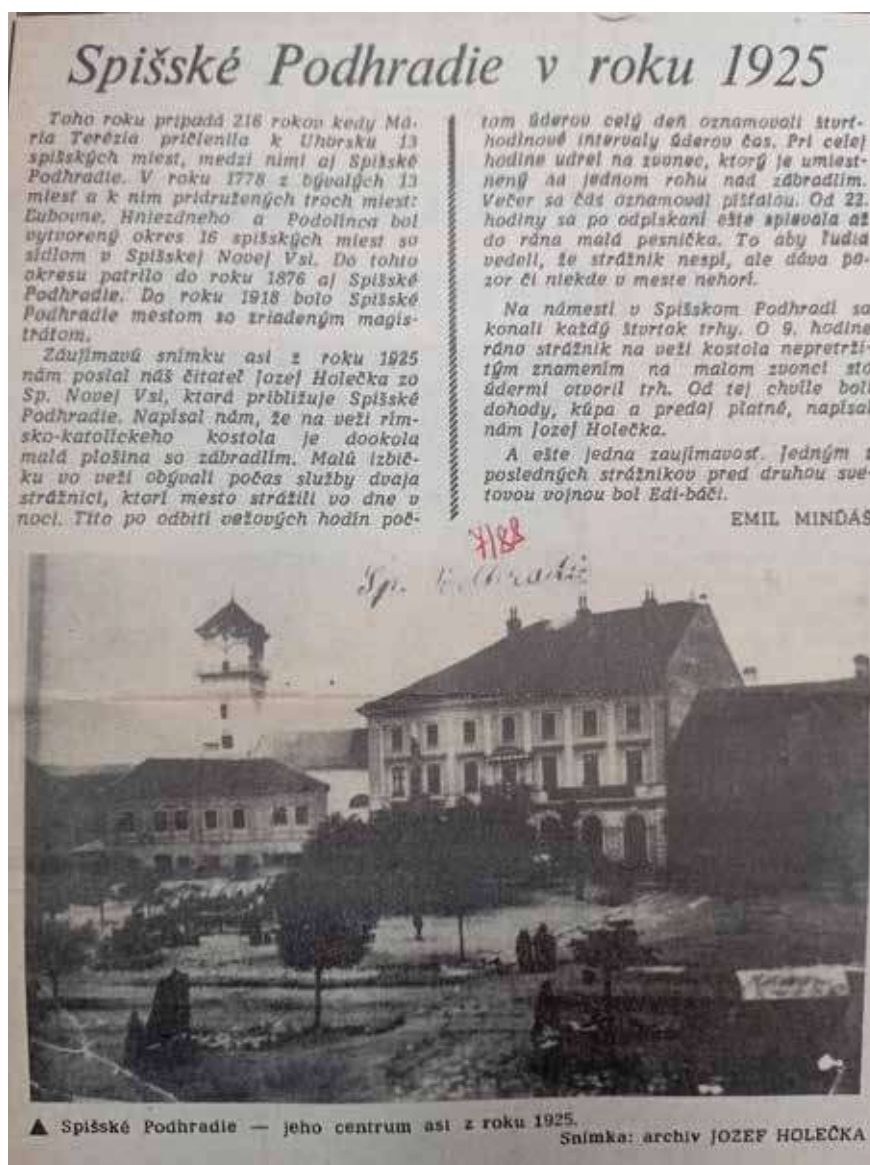 Spišské Podhradie v roku 1925
Toho roku pripadá 216 rokov kedy Má-
ria Terézia pričlenila k Uhorsku 13
spišských miest, medzi nimi aj Spišské
Podhradie. V roku 1778 z bývalých 13
miest a k nim pridružených troch miest:
Ľubovne, Hniezdneho a Podolínca bol
vytvorený okres 16 spišských miest so
sídlom v Spišskej Novej Vsi. Do tohto
okresu patrilo do roku 1876 aj Spišské
Podhradie. Do roku 1918 bolo Spišské
Podhradie mestom so zriadeným magis-
trátom.
Zaujímavú snímku asi z roku 1925
nám poslal náš čitateľ Jozef Holečka zo
Sp. Novej Vsi, ktorá približuje Spišské
Podhradie. Napísal nám, že na veži rím-
sko-katolíckeho kostola je dookola
malá plošina so zábradlím. Malú izbič-
ku vo veži obývali počas služby dvaja
strážnici, ktorí mesto strážili vo dne v
noci. Títo po odbití vežových hodín poč-
tom úderov celý deň oznamovali štvrť-
hodinové intervaly úderov čas. Pri celej
hodine udrel na zvonec, ktorý je umiest-
nený na jednom rohu nad zábradlím.
Večer sa čas oznamoval píšťalou. Od 22.
hodiny sa po odpískaní ešte spievala až
do rána malá pesnička. To aby ľudia
vedeli, že strážnik nespí, ale dáva po-
zor či niekde v meste nehorí.
Na námestí v Spišskom Podhradí sa
konali každý štvrtok trhy. O 9. hodine
ráno strážnik na veži kostola nepretrži-
tým znamením na malom zvonci sto
údermi otvoril trh. Od tej chvíle boli
dohody, kúpa a predaj platné, napísal
nám Jozef Holečka.
A ešte jedna zaujímavosť. Jedným z
posledných strážnikov pred druhou sve-
tovou vojnou bol Edi-báči.
EMIL MINĎÁŠ
7/88
Sp. Podhradie
▲ Spišské Podhradie — jeho centrum asi z roku 1925.
Snímka: archív JOZEF HOLEČKA